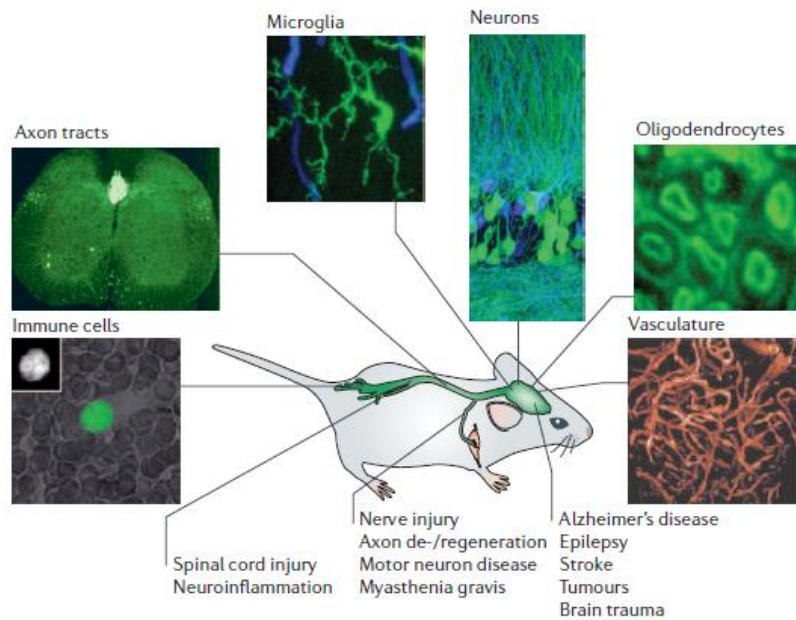 Microglia
Neurons
Axon tracts
Oligodendrocytes
Immune cells
Vasculature
Spinal cord injury
Neuroinflammation
Nerve injury
Axon de-/regeneration
Motor neuron disease
Myasthenia gravis
Alzheimer's disease
Epilepsy
Stroke
Tumours
Brain trauma